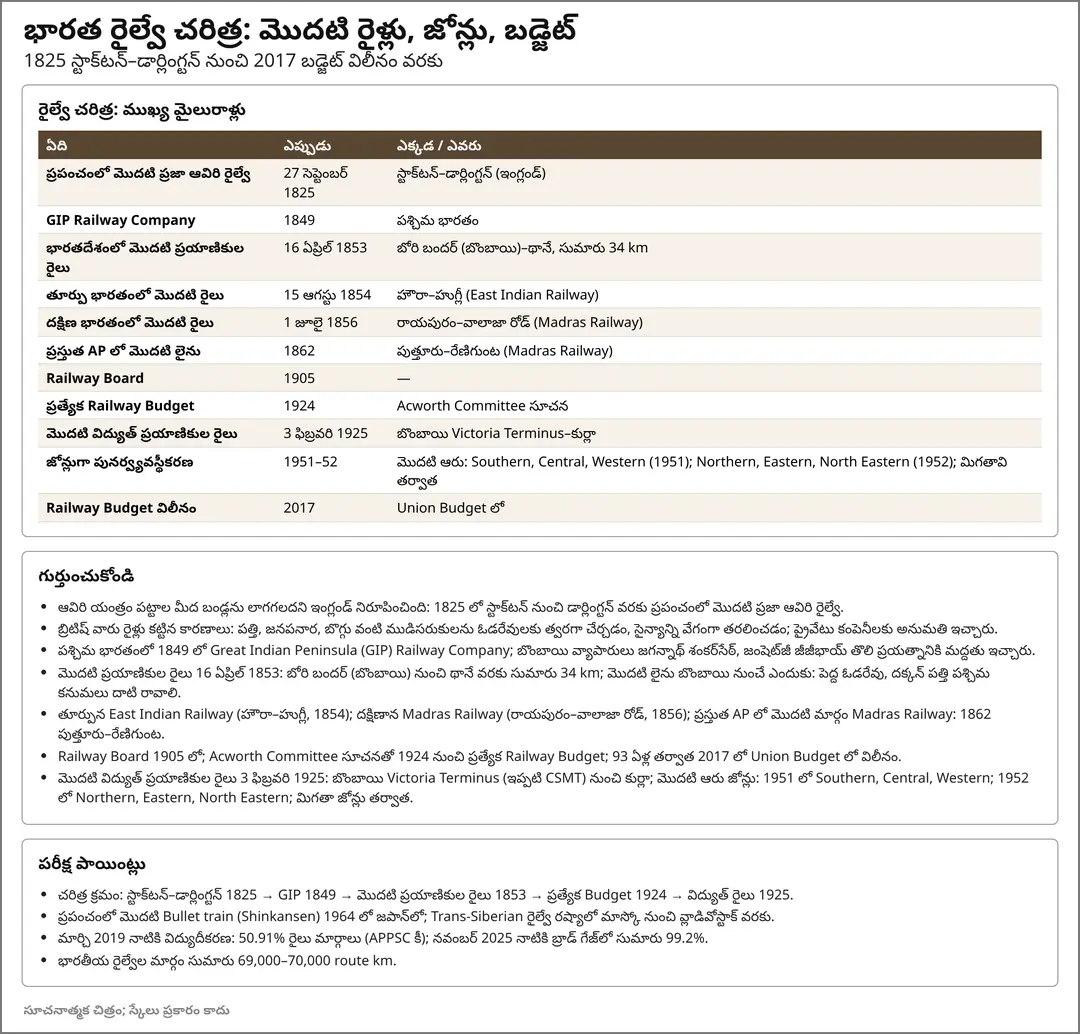 భారత రైల్వే చరిత్ర: మొదటి రైళ్లు, జోన్లు, బడ్జెట్
1825 స్టాక్‌టన్–డార్లింగ్టన్ నుంచి 2017 బడ్జెట్ విలీనం వరకు
రైల్వే చరిత్ర: ముఖ్య మైలురాళ్లు
ఏది ఎప్పుడు ఎక్కడ / ఎవరు
ప్రపంచంలో మొదటి ప్రజా ఆవిరి రైల్వే 27 సెప్టెంబర్ స్టాక్‌టన్–డార్లింగ్టన్ (ఇంగ్లండ్)
1825
GIP Railway Company 1849 పశ్చిమ భారతం
భారతదేశంలో మొదటి ప్రయాణికుల 16 ఏప్రిల్ 1853 బోరి బందర్ (బొంబాయి)–థానే, సుమారు 34 km
రైలు
తూర్పు భారతంలో మొదటి రైలు 15 ఆగస్టు 1854 హౌరా–హుగ్లీ (East Indian Railway)
దక్షిణ భారతంలో మొదటి రైలు 1 జూలై 1856 రాయపురం–వాలాజా రోడ్ (Madras Railway)
ప్రస్తుత AP లో మొదటి లైను 1862 పుత్తూరు–రేణిగుంట (Madras Railway)
Railway Board 1905 —
ప్రత్యేక Railway Budget 1924 Acworth Committee సూచన
మొదటి విద్యుత్ ప్రయాణికుల రైలు 3 ఫిబ్రవరి 1925 బొంబాయి Victoria Terminus–కుర్లా
జోన్లుగా పునర్వ్యవస్థీకరణ 1951–52 మొదటి ఆరు: Southern, Central, Western (1951); Northern, Eastern, North Eastern (1952); మిగతావి
తర్వాత
Railway Budget విలీనం 2017 Union Budget లో
గుర్తుంచుకోండి
• ఆవిరి యంత్రం పట్టాల మీద బండ్లను లాగగలదని ఇంగ్లండ్ నిరూపించింది: 1825 లో స్టాక్‌టన్ నుంచి డార్లింగ్టన్ వరకు ప్రపంచంలో మొదటి ప్రజా ఆవిరి రైల్వే.
• బ్రిటిష్ వారు రైళ్లు కట్టిన కారణాలు: పత్తి, జనపనార, బొగ్గు వంటి ముడిసరుకులను ఓడరేవులకు త్వరగా చేర్చడం, సైన్యాన్ని వేగంగా తరలించడం; ప్రైవేటు కంపెనీలకు అనుమతి ఇచ్చారు.
• పశ్చిమ భారతంలో 1849 లో Great Indian Peninsula (GIP) Railway Company; బొంబాయి వ్యాపారులు జగన్నాథ్ శంకర్‌సేఠ్, జంషెట్‌జీ జీజీభాయ్ తొలి ప్రయత్నానికి మద్దతు ఇచ్చారు.
• మొదటి ప్రయాణికుల రైలు 16 ఏప్రిల్ 1853: బోరి బందర్ (బొంబాయి) నుంచి థానే వరకు సుమారు 34 km; మొదటి లైను బొంబాయి నుంచే ఎందుకు: పెద్ద ఓడరేవు, దక్కన్ పత్తి పశ్చిమ
కనుమలు దాటి రావాలి.
• తూర్పున East Indian Railway (హౌరా–హుగ్లీ, 1854); దక్షిణాన Madras Railway (రాయపురం–వాలాజా రోడ్, 1856); ప్రస్తుత AP లో మొదటి మార్గం Madras Railway: 1862
పుత్తూరు–రేణిగుంట.
• Railway Board 1905 లో; Acworth Committee సూచనతో 1924 నుంచి ప్రత్యేక Railway Budget; 93 ఏళ్ల తర్వాత 2017 లో Union Budget లో విలీనం.
• మొదటి విద్యుత్ ప్రయాణికుల రైలు 3 ఫిబ్రవరి 1925: బొంబాయి Victoria Terminus (ఇప్పటి CSMT) నుంచి కుర్లా; మొదటి ఆరు జోన్లు: 1951 లో Southern, Central, Western; 1952
లో Northern, Eastern, North Eastern; మిగతా జోన్లు తర్వాత.
పరీక్ష పాయింట్లు
• చరిత్ర క్రమం: స్టాక్‌టన్–డార్లింగ్టన్ 1825 → GIP 1849 → మొదటి ప్రయాణికుల రైలు 1853 → ప్రత్యేక Budget 1924 → విద్యుత్ రైలు 1925.
• ప్రపంచంలో మొదటి Bullet train (Shinkansen) 1964 లో జపాన్‌లో; Trans-Siberian రైల్వే రష్యాలో మాస్కో నుంచి వ్లాడివోస్టాక్ వరకు.
• మార్చి 2019 నాటికి విద్యుదీకరణ: 50.91% రైలు మార్గాలు (APPSC కీ); నవంబర్ 2025 నాటికి బ్రాడ్ గేజ్‌లో సుమారు 99.2%.
• భారతీయ రైల్వేల మార్గం సుమారు 69,000–70,000 route km.
సూచనాత్మక చిత్రం; స్కేలు ప్రకారం కాదు